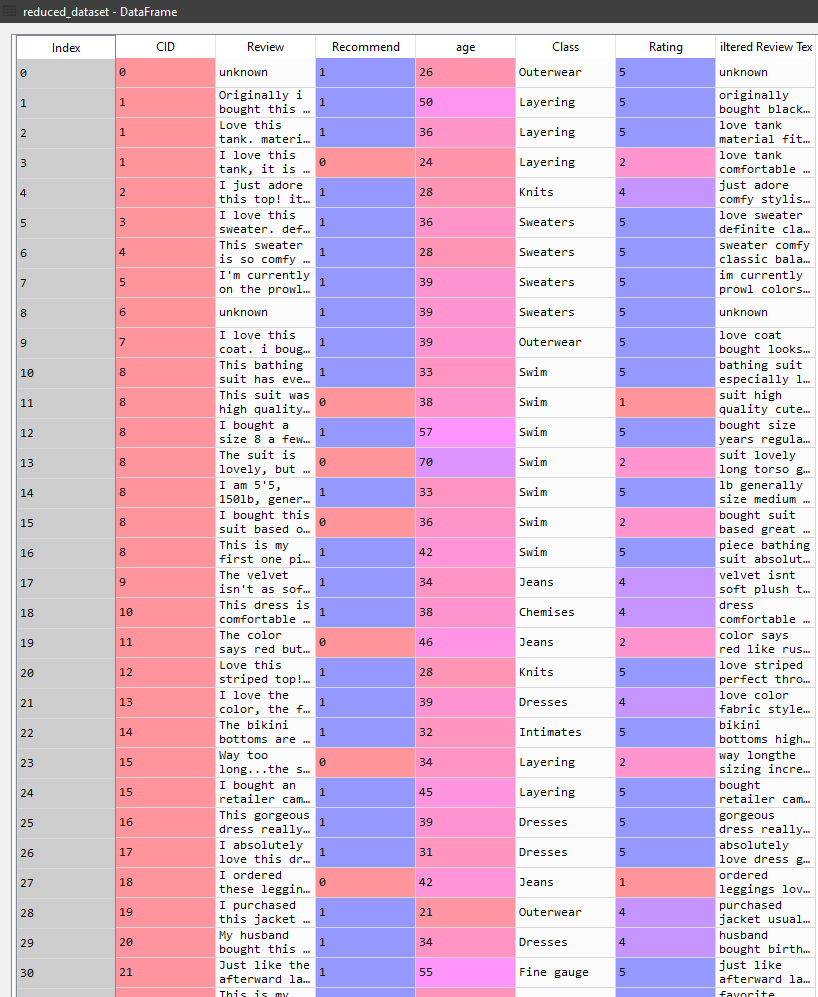 reduced_dataset - DataFrame
Index CID Review Recommend age Class Rating iltered Review Tex
0 0 unknown 1 26 Outerwear 5 unknown
1 1 Originally i bought this … 1 50 Layering 5 originally bought black…
2 1 Love this tank. materi… 1 36 Layering 5 love tank material fit…
3 1 I love this tank, it is … 0 24 Layering 2 love tank comfortable …
4 2 I just adore this top! it… 1 28 Knits 4 just adore comfy stylis…
5 3 I love this sweater. def… 1 36 Sweaters 5 love sweater definite cla…
6 4 This sweater is so comfy … 1 28 Sweaters 5 sweater comfy classic bala…
7 5 I'm currently on the prowl… 1 39 Sweaters 5 im currently prowl colors…
8 6 unknown 1 39 Sweaters 5 unknown
9 7 I love this coat. i boug… 1 39 Outerwear 5 love coat bought looks…
10 8 This bathing suit has eve… 1 33 Swim 5 bathing suit especially l…
11 8 This suit was high quality… 0 38 Swim 1 suit high quality cute…
12 8 I bought a size 8 a few… 1 57 Swim 5 bought size years regula…
13 8 The suit is lovely, but … 0 70 Swim 2 suit lovely long torso g…
14 8 I am 5'5, 150lb, gener… 1 33 Swim 5 lb generally size medium …
15 8 I bought this suit based o… 0 36 Swim 2 bought suit based great …
16 8 This is my first one pi… 1 42 Swim 5 piece bathing suit absolut…
17 9 The velvet isn't as sof… 1 34 Jeans 4 velvet isnt soft plush t…
18 10 This dress is comfortable … 1 38 Chemises 4 dress comfortable …
19 11 The color says red but… 0 46 Jeans 2 color says red like rus…
20 12 Love this striped top!… 1 28 Knits 5 love striped perfect thro…
21 13 I love the color, the f… 1 39 Dresses 4 love color fabric style…
22 14 The bikini bottoms are … 1 32 Intimates 5 bikini bottoms high…
23 15 Way too long...the s… 0 34 Layering 2 way longthe sizing incre…
24 15 I bought an retailer cam… 1 45 Layering 5 bought retailer cam…
25 16 This gorgeous dress really… 1 39 Dresses 5 gorgeous dress really…
26 17 I absolutely love this dr… 1 31 Dresses 5 absolutely love dress g…
27 18 I ordered these leggin… 0 42 Jeans 1 ordered leggings lov…
28 19 I purchased this jacket … 1 21 Outerwear 4 purchased jacket usual…
29 20 My husband bought this … 1 34 Dresses 4 husband bought birth…
30 21 Just like the afterward la… 1 55 Fine gauge 5 just like afterward la…
This is my favorite